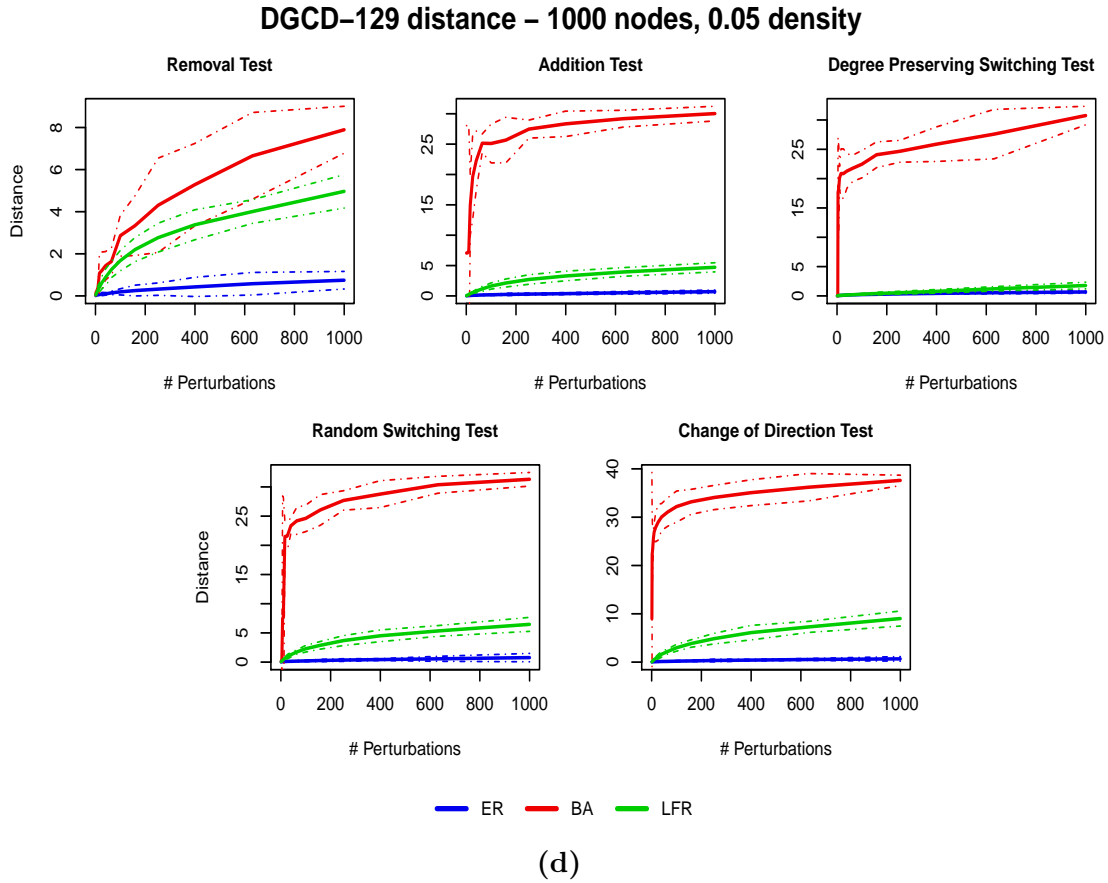 DGCD–129 distance – 1000 nodes, 0.05 density
Removal Test
Addition Test
Degree Preserving Switching Test
Distance
0 2 4 6 8
0 5 15 25
0 5 15 25
0 200 400 600 800 1000
0 200 400 600 800 1000
0 200 400 600 800 1000
# Perturbations
# Perturbations
# Perturbations
Random Switching Test
Change of Direction Test
Distance
0 5 15 25
0 10 20 30 40
0 200 400 600 800 1000
0 200 400 600 800 1000
# Perturbations
# Perturbations
ER BA LFR
(d)